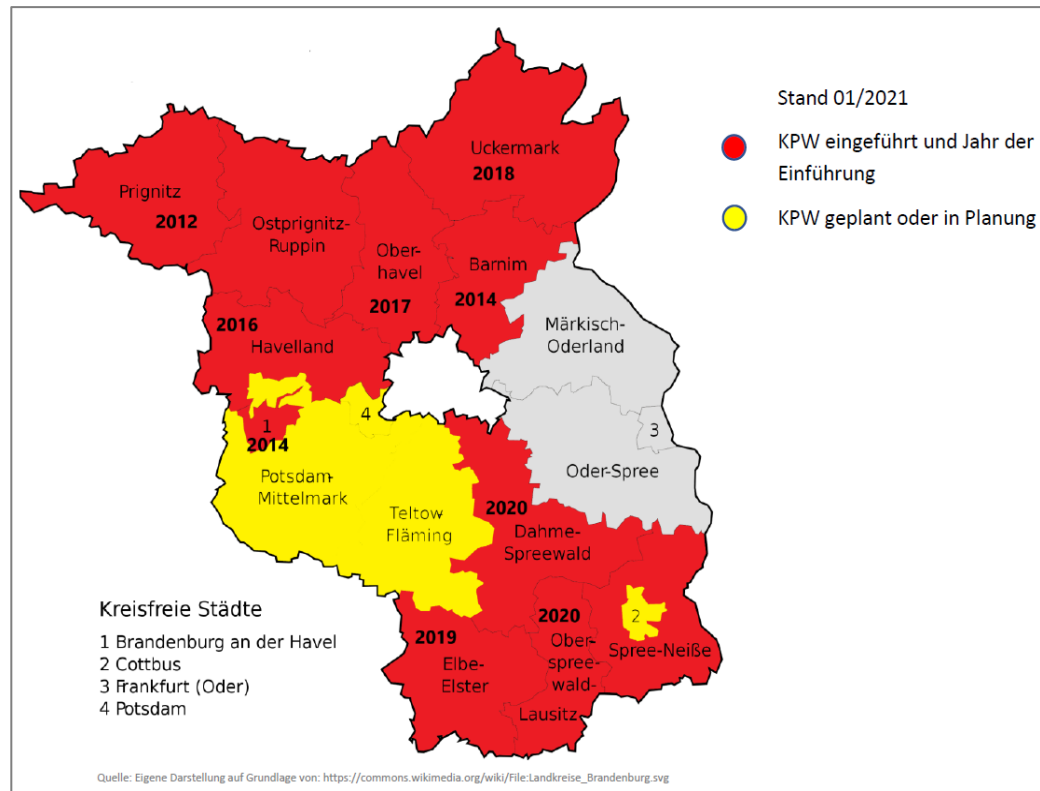 Stand 01/2021
KPW eingeführt und Jahr der
Einführung
KPW geplant oder in Planung
Uckermark
2018
Prignitz
2012
Ostprignitz-
Ruppin
Ober-
havel
2017
Barnim
2014
Märkisch-
Oderland
2016
Havelland
4
1
2014
3
Potsdam-
Mittelmark
Oder-Spree
Teltow-
Fläming
2020
Dahme-
Spreewald
2020
Ober-
spree-
wald-
Lausitz
2
Spree-Neiße
2019
Elbe-
Elster
Kreisfreie Städte
1 Brandenburg an der Havel
2 Cottbus
3 Frankfurt (Oder)
4 Potsdam
Quelle: Eigene Darstellung auf Grundlage von: https://commons.wikimedia.org/wiki/File:Landkreise_Brandenburg.svg